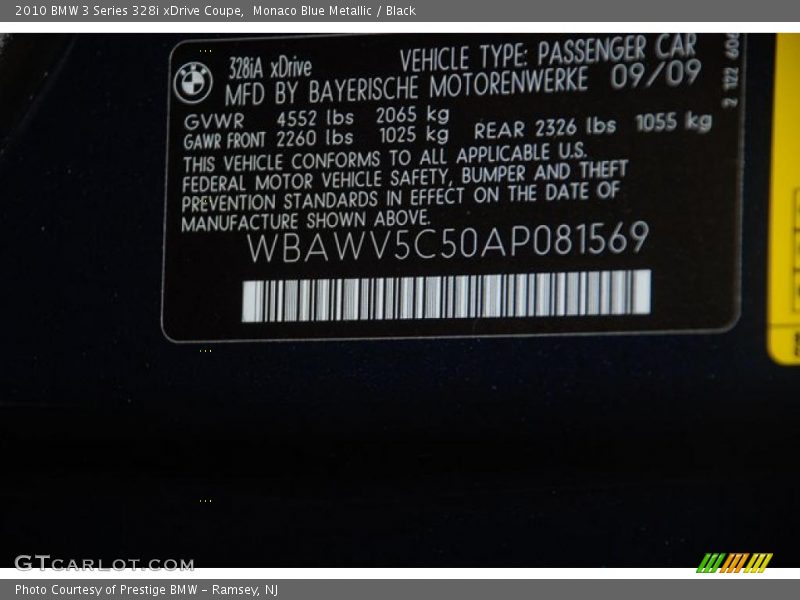 2010 BMW 3 Series 328i xDrive Coupe,  Monaco Blue Metallic / Black
328iA xDrive VEHICLE TYPE: PASSENGER CAR
MFD BY BAYERISCHE MOTORENWERKE 09/09
GVWR 4552 lbs 2065 kg
GAWR FRONT 2260 lbs 1025 kg REAR 2326 lbs 1055 kg
THIS VEHICLE CONFORMS TO ALL APPLICABLE U.S.
FEDERAL MOTOR VEHICLE SAFETY, BUMPER AND THEFT
PREVENTION STANDARDS IN EFFECT ON THE DATE OF
MANUFACTURE SHOWN ABOVE.
WBAWV5C50AP081569
2 122 
GTCARLOT.COM
Photo Courtesy of Prestige BMW – Ramsey, NJ